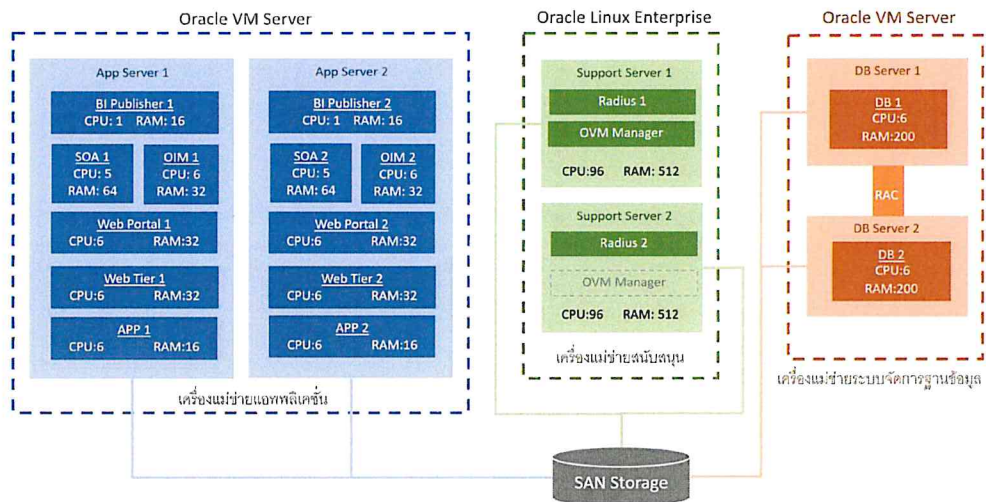 Oracle VM Server
App Server 1
BI Publisher 1
CPU: 1 RAM: 16
SOA 1
CPU: 5
RAM: 64
OIM 1
CPU: 6
RAM: 32
Web Portal 1
CPU:6 RAM:32
Web Tier 1
CPU:6 RAM:32
APP 1
CPU:6 RAM:16
App Server 2
BI Publisher 2
CPU: 1 RAM: 16
SOA 2
CPU: 5
RAM: 64
OIM 2
CPU: 6
RAM: 32
Web Portal 2
CPU:6 RAM:32
Web Tier 2
CPU:6 RAM:32
APP 2
CPU:6 RAM:16
เครื่องแม่ข่ายแอพพลิเคชั่น
Oracle Linux Enterprise
Support Server 1
Radius 1
OVM Manager
CPU:96 RAM: 512
Support Server 2
Radius 2
OVM Manager
CPU:96 RAM: 512
เครื่องแม่ข่ายสนับสนุน
Oracle VM Server
DB Server 1
DB 1
CPU:6
RAM:200
RAC
DB Server 2
DB 2
CPU:6
RAM:200
เครื่องแม่ข่ายระบบจัดการฐานข้อมูล
SAN Storage